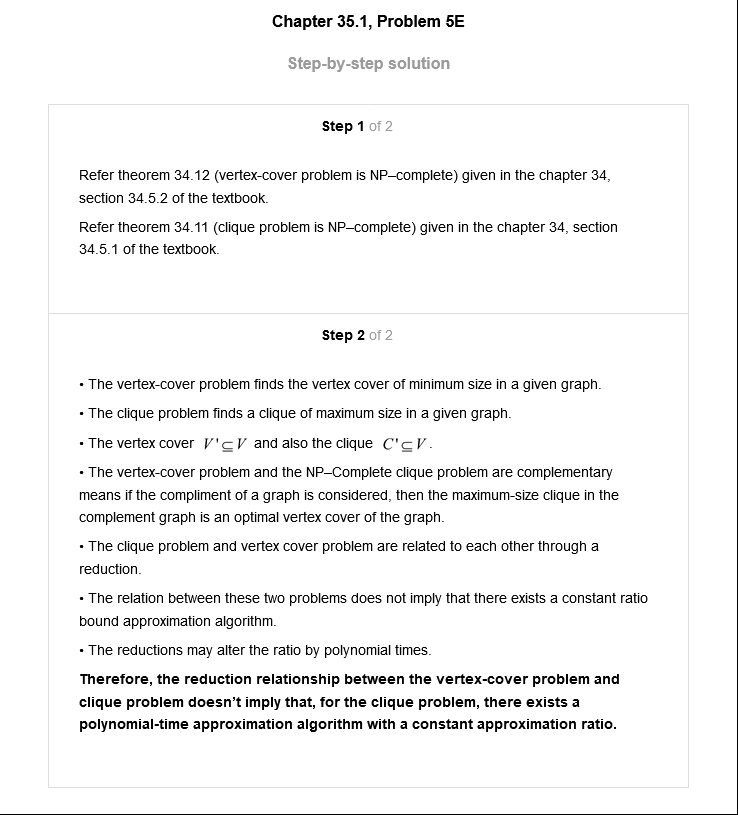 Chapter 35.1, Problem 5E
Step-by-step solution
Step 1 of 2
Refer theorem 34.12 (vertex-cover problem is NP–complete) given in the chapter 34,
section 34.5.2 of the textbook.
Refer theorem 34.11 (clique problem is NP–complete) given in the chapter 34, section
34.5.1 of the textbook.
Step 2 of 2
• The vertex-cover problem finds the vertex cover of minimum size in a given graph.
• The clique problem finds a clique of maximum size in a given graph.
• The vertex cover V'⊆V and also the clique C'⊆V.
• The vertex-cover problem and the NP–Complete clique problem are complementary
means if the compliment of a graph is considered, then the maximum-size clique in the
complement graph is an optimal vertex cover of the graph.
• The clique problem and vertex cover problem are related to each other through a
reduction.
• The relation between these two problems does not imply that there exists a constant ratio
bound approximation algorithm.
• The reductions may alter the ratio by polynomial times.
Therefore, the reduction relationship between the vertex-cover problem and
clique problem doesn't imply that, for the clique problem, there exists a
polynomial-time approximation algorithm with a constant approximation ratio.